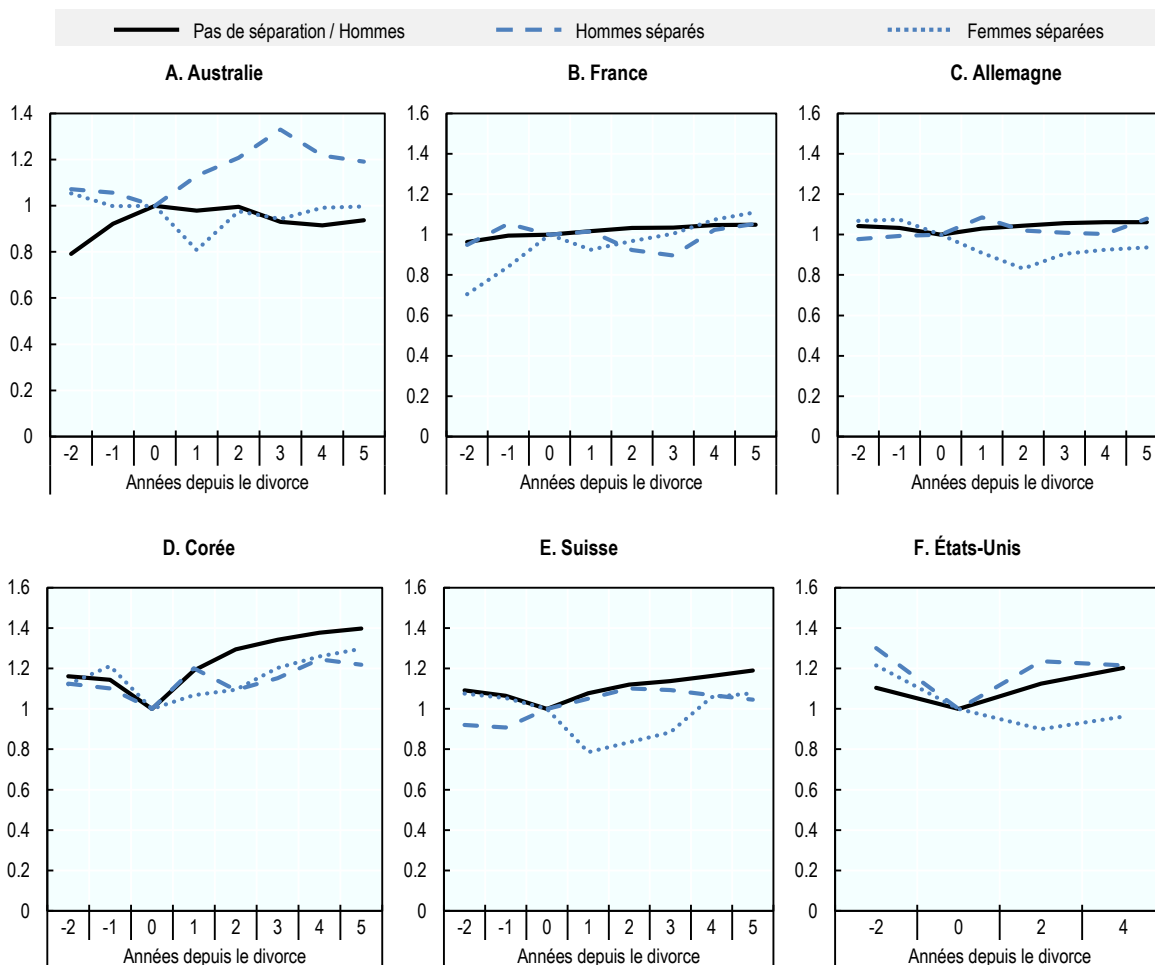 Pas de séparation / Hommes Hommes séparés Femmes séparées
A. Australie
1.4
1.2
1
0.8
0.6
0.4
0.2
0
-2 -1 0 1 2 3 4 5
Années depuis le divorce
B. France
1.6
1.4
1.2
1
0.8
0.6
0.4
0.2
0
-2 -1 0 1 2 3 4 5
Années depuis le divorce
C. Allemagne
1.6
1.4
1.2
1
0.8
0.6
0.4
0.2
0
-2 -1 0 1 2 3 4 5
Années depuis le divorce
D. Corée
1.6
1.4
1.2
1
0.8
0.6
0.4
0.2
0
-2 -1 0 1 2 3 4 5
Années depuis le divorce
E. Suisse
1.6
1.4
1.2
1
0.8
0.6
0.4
0.2
0
-2 -1 0 1 2 3 4 5
Années depuis le divorce
F. États-Unis
1.6
1.4
1.2
1
0.8
0.6
0.4
0.2
0
-2 0 2 4
Années depuis le divorce